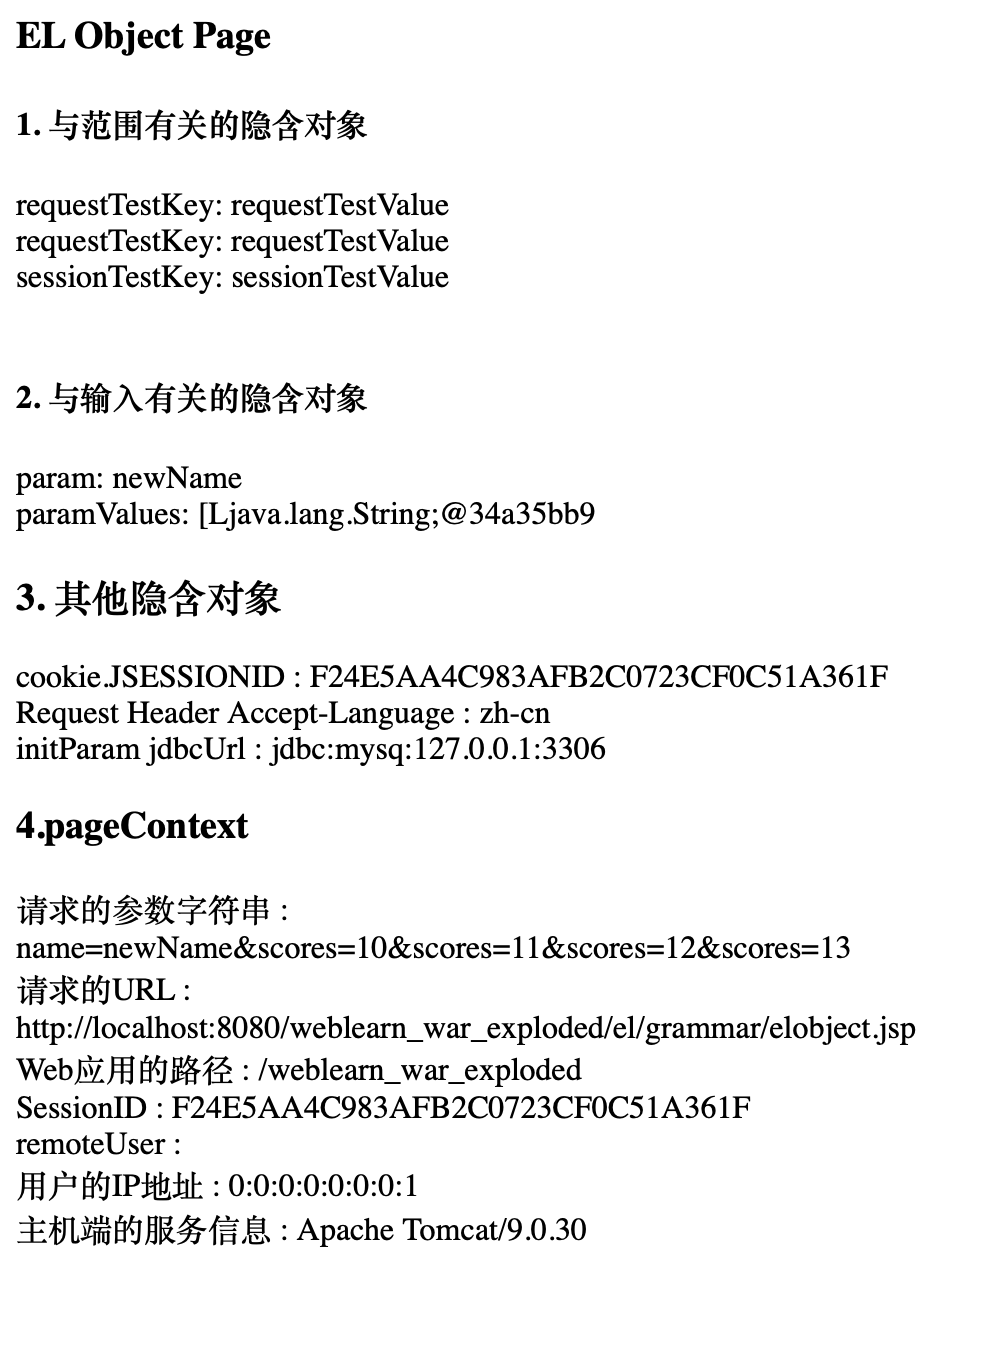 EL Object Page
1. 与范围有关的隐含对象
requestTestKey: requestTestValue
requestTestKey: requestTestValue
sessionTestKey: sessionTestValue
2. 与输入有关的隐含对象
param: newName
paramValues: [Ljava.lang.String;@34a35bb9
3. 其他隐含对象
cookie.JSESSIONID : F24E5AA4C983AFB2C0723CF0C51A361F
Request Header Accept-Language : zh-cn
initParam jdbcUrl : jdbc:mysq:127.0.0.1:3306
4.pageContext
请求的参数字符串 :
name=newName&scores=10&scores=11&scores=12&scores=13
请求的URL :
http://localhost:8080/weblearn_war_exploded/el/grammar/elobject.jsp
Web应用的路径 : /weblearn_war_exploded
SessionID : F24E5AA4C983AFB2C0723CF0C51A361F
remoteUser :
用户的IP地址 : 0:0:0:0:0:0:0:1
主机端的服务信息 : Apache Tomcat/9.0.30